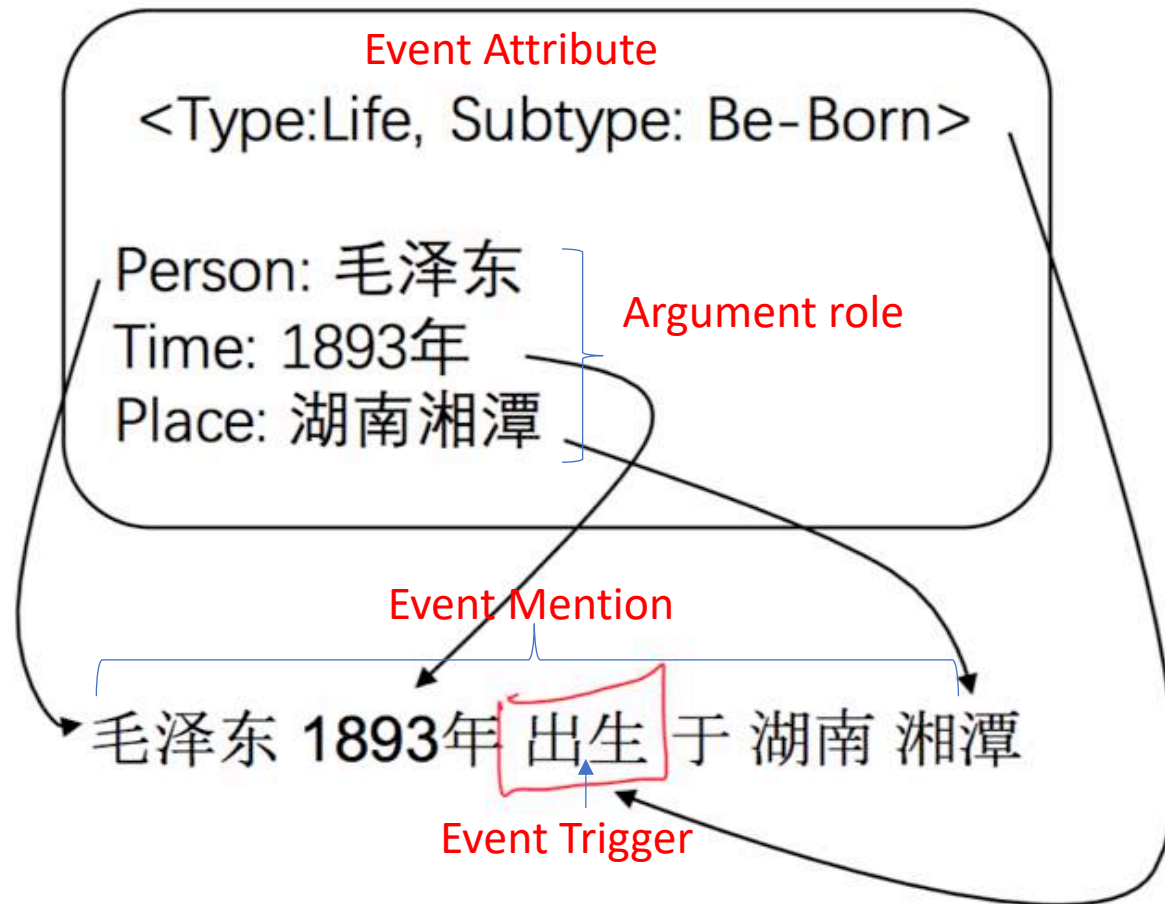 Event Attribute
<Type:Life, Subtype: Be-Born>
Person: 毛泽东
Time: 1893年
Place: 湖南湘潭
Argument role
Event Mention
毛泽东 1893年 出生 于 湖南 湘潭
Event Trigger